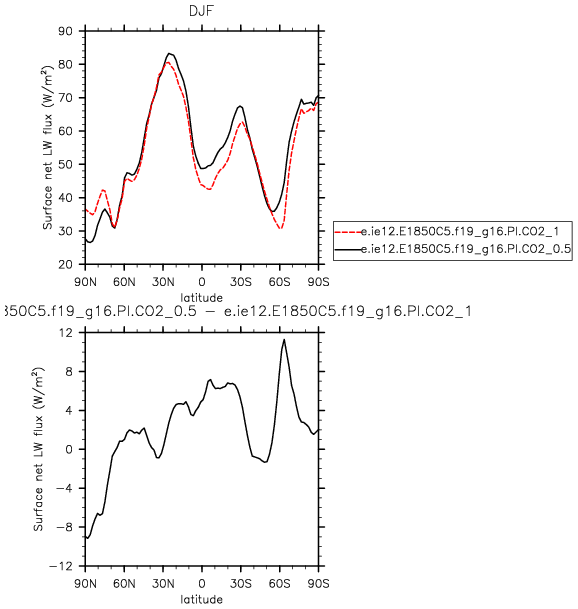 DJF
Surface net LW flux (W/m²)
90
80
70
60
50
40
30
20
90N 60N 30N 0 30S 60S 90S
latitude
e.ie12.E1850C5.f19_g16.PI.CO2_1
e.ie12.E1850C5.f19_g16.PI.CO2_0.5
850C5.f19_g16.PI.CO2_0.5 – e.ie12.E1850C5.f19_g16.PI.CO2_1
Surface net LW flux (W/m²)
12
8
4
0
−4
−8
−12
90N 60N 30N 0 30S 60S 90S
latitude